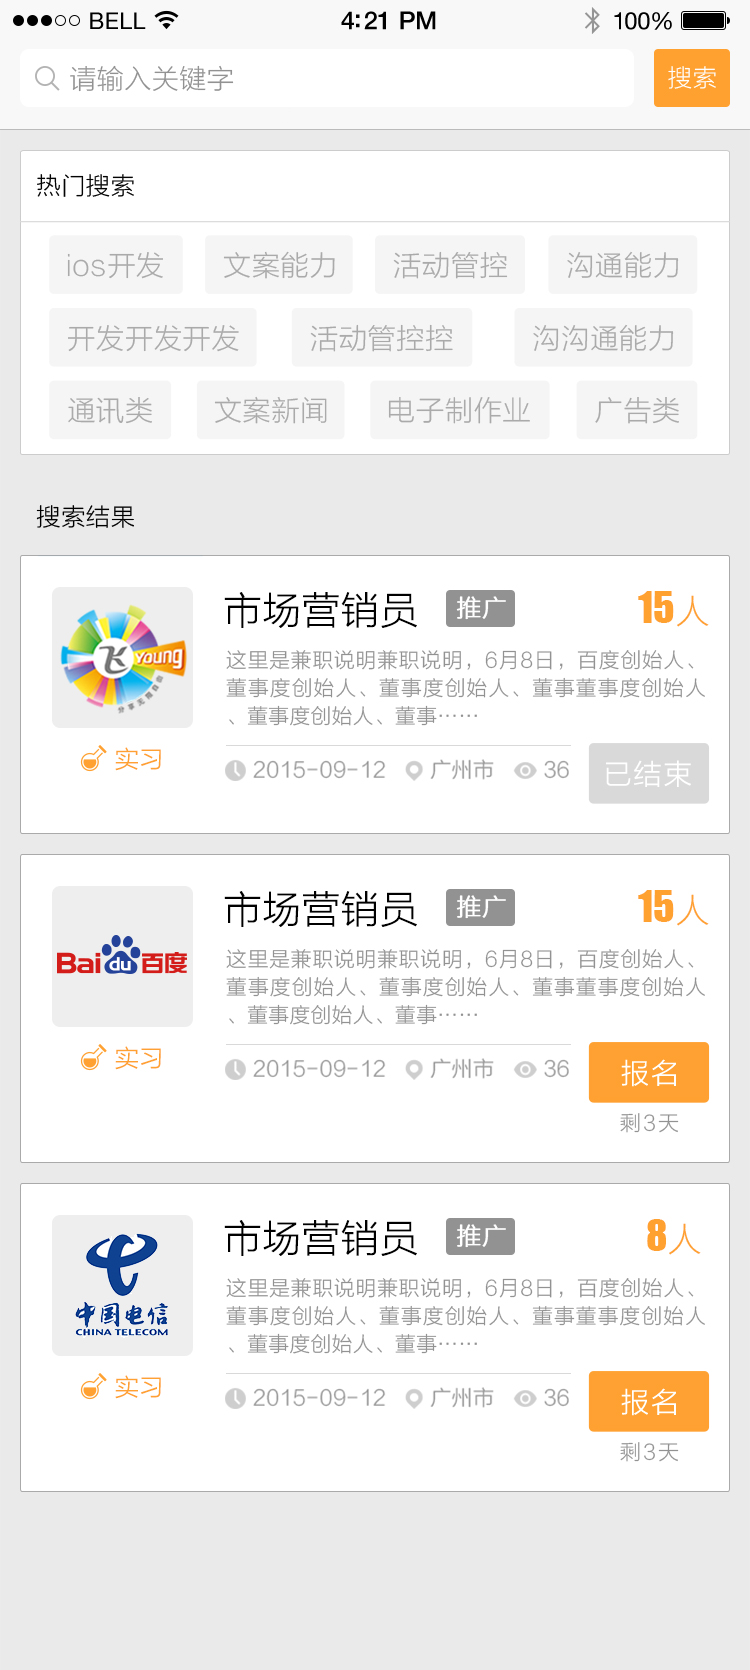 BELL 4:21 PM 100%
请输入关键字 搜索
热门搜索
ios开发 文案能力 活动管控 沟通能力
开发开发开发 活动管控控 沟沟通能力
通讯类 文案新闻 电子制作业 广告类
搜索结果
市场营销员 推广 15人
Young
分享无限自由
这里是兼职说明兼职说明，6月8日，百度创始人、
董事度创始人、董事度创始人、董事董事度创始人
、董事度创始人、董事……
实习 2015-09-12 广州市 36 已结束
市场营销员 推广 15人
Bai du 百度
这里是兼职说明兼职说明，6月8日，百度创始人、
董事度创始人、董事度创始人、董事董事度创始人
、董事度创始人、董事……
实习 2015-09-12 广州市 36 报名
剩3天
市场营销员 推广 8人
中国电信
CHINA TELECOM
这里是兼职说明兼职说明，6月8日，百度创始人、
董事度创始人、董事度创始人、董事董事度创始人
、董事度创始人、董事……
实习 2015-09-12 广州市 36 报名
剩3天